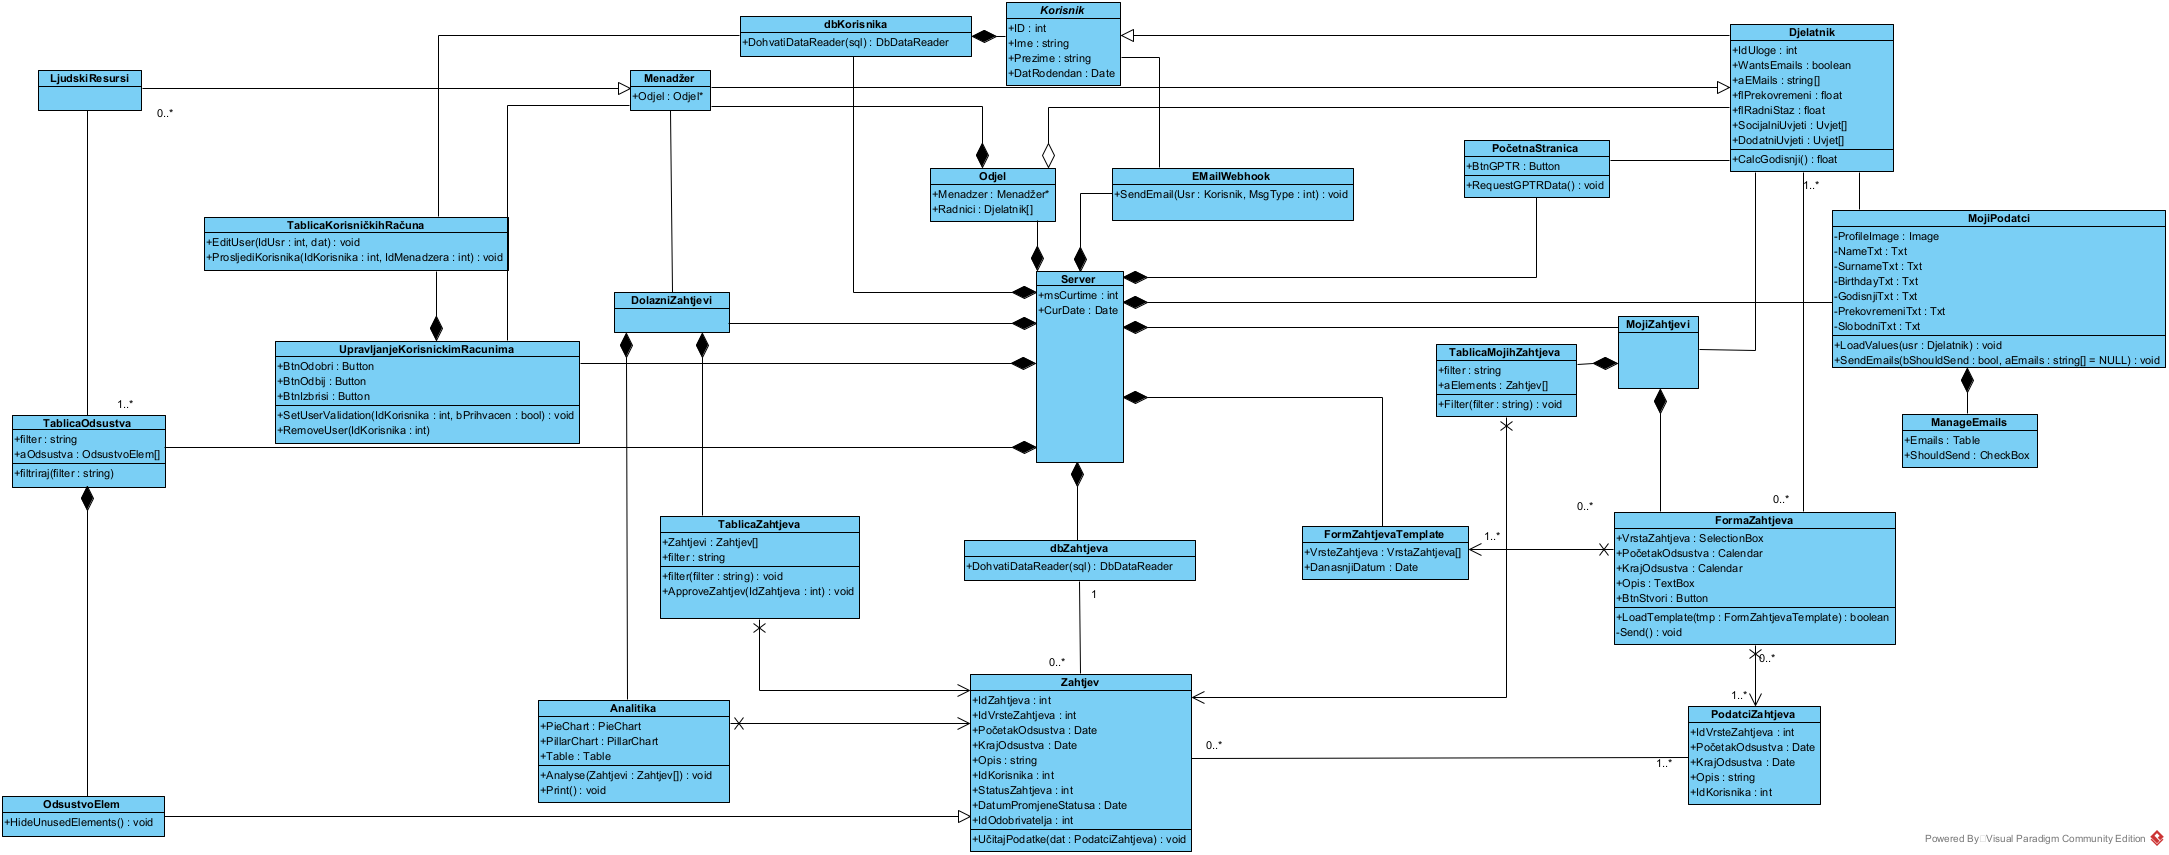 Korisnik
+ID : int
+Ime : string
+Prezime : string
+DatRodendan : Date
dbKorisnika
+DohvatiDataReader(sql) : DbDataReader
Djelatnik
+IdUloge : int
+WantsEmails : boolean
+aEMails : string[]
+flPrekovremeni : float
+flRadniStaz : float
+SocijalniUvjeti : Uvjet[]
+DodatniUvjeti : Uvjet[]
+CalcGodisnji() : float
LjudskiResursi
0..*
Menadžer
+Odjel : Odjel*
PočetnaStranica
+BtnGPTR : Button
+RequestGPTRData() : void
Odjel
+Menadzer : Menadžer*
+Radnici : Djelatnik[]
EMailWebhook
+SendEmail(Usr : Korisnik, MsgType : int) : void
1..*
MojiPodatci
-ProfileImage : Image
-NameTxt : Txt
-SurnameTxt : Txt
-BirthdayTxt : Txt
-GodisnjiTxt : Txt
-PrekovremeniTxt : Txt
-SlobodniTxt : Txt
+LoadValues(usr : Djelatnik) : void
+SendEmails(bShouldSend : bool, aEmails : string[] = NULL) : void
TablicaKorisničkihRačuna
+EditUser(IdUsr : int, dat) : void
+ProsljediKorisnika(IdKorisnika : int, IdMenadzera : int) : void
Server
+msCurtime : int
+CurDate : Date
DolazniZahtjevi
MojiZahtjevi
UpravljanjeKorisnickimRacunima
+BtnOdobri : Button
+BtnOdbij : Button
+BtnIzbrisi : Button
+SetUserValidation(IdKorisnika : int, bPrihvacen : bool) : void
+RemoveUser(IdKorisnika : int)
TablicaMojihZahtjeva
+filter : string
+aElements : Zahtjev[]
+Filter(filter : string) : void
1..*
TablicaOdsustva
+filter : string
+aOdsustva : OdsustvoElem[]
+filtriraj(filter : string)
ManageEmails
+Emails : Table
+ShouldSend : CheckBox
0..*
0..*
TablicaZahtjeva
+Zahtjevi : Zahtjev[]
+filter : string
+filter(filter : string) : void
+ApproveZahtjev(IdZahtjeva : int) : void
dbZahtjeva
+DohvatiDataReader(sql) : DbDataReader
1
0..*
FormZahtjevaTemplate
+VrsteZahtjeva : VrstaZahtjeva[]
+DanasnjiDatum : Date
1..*
FormaZahtjeva
+VrstaZahtjeva : SelectionBox
+PočetakOdsustva : Calendar
+KrajOdsustva : Calendar
+Opis : TextBox
+BtnStvori : Button
+LoadTemplate(tmp : FormZahtjevaTemplate) : boolean
-Send() : void
0..*
1..*
Zahtjev
+IdZahtjeva : int
+IdVrsteZahtjeva : int
+PočetakOdsustva : Date
+KrajOdsustva : Date
+Opis : string
+IdKorisnika : int
+StatusZahtjeva : int
+DatumPromjeneStatusa : Date
+IdOdobrivatelja : int
+UčitajPodatke(dat : PodatciZahtjeva) : void
0..*
1..*
Analitika
+PieChart : PieChart
+PillarChart : PillarChart
+Table : Table
+Analyse(Zahtjevi : Zahtjev[]) : void
+Print() : void
PodatciZahtjeva
+IdVrsteZahtjeva : int
+PočetakOdsustva : Date
+KrajOdsustva : Date
+Opis : string
+IdKorisnika : int
OdsustvoElem
+HideUnusedElements() : void
Powered By Visual Paradigm Community Edition